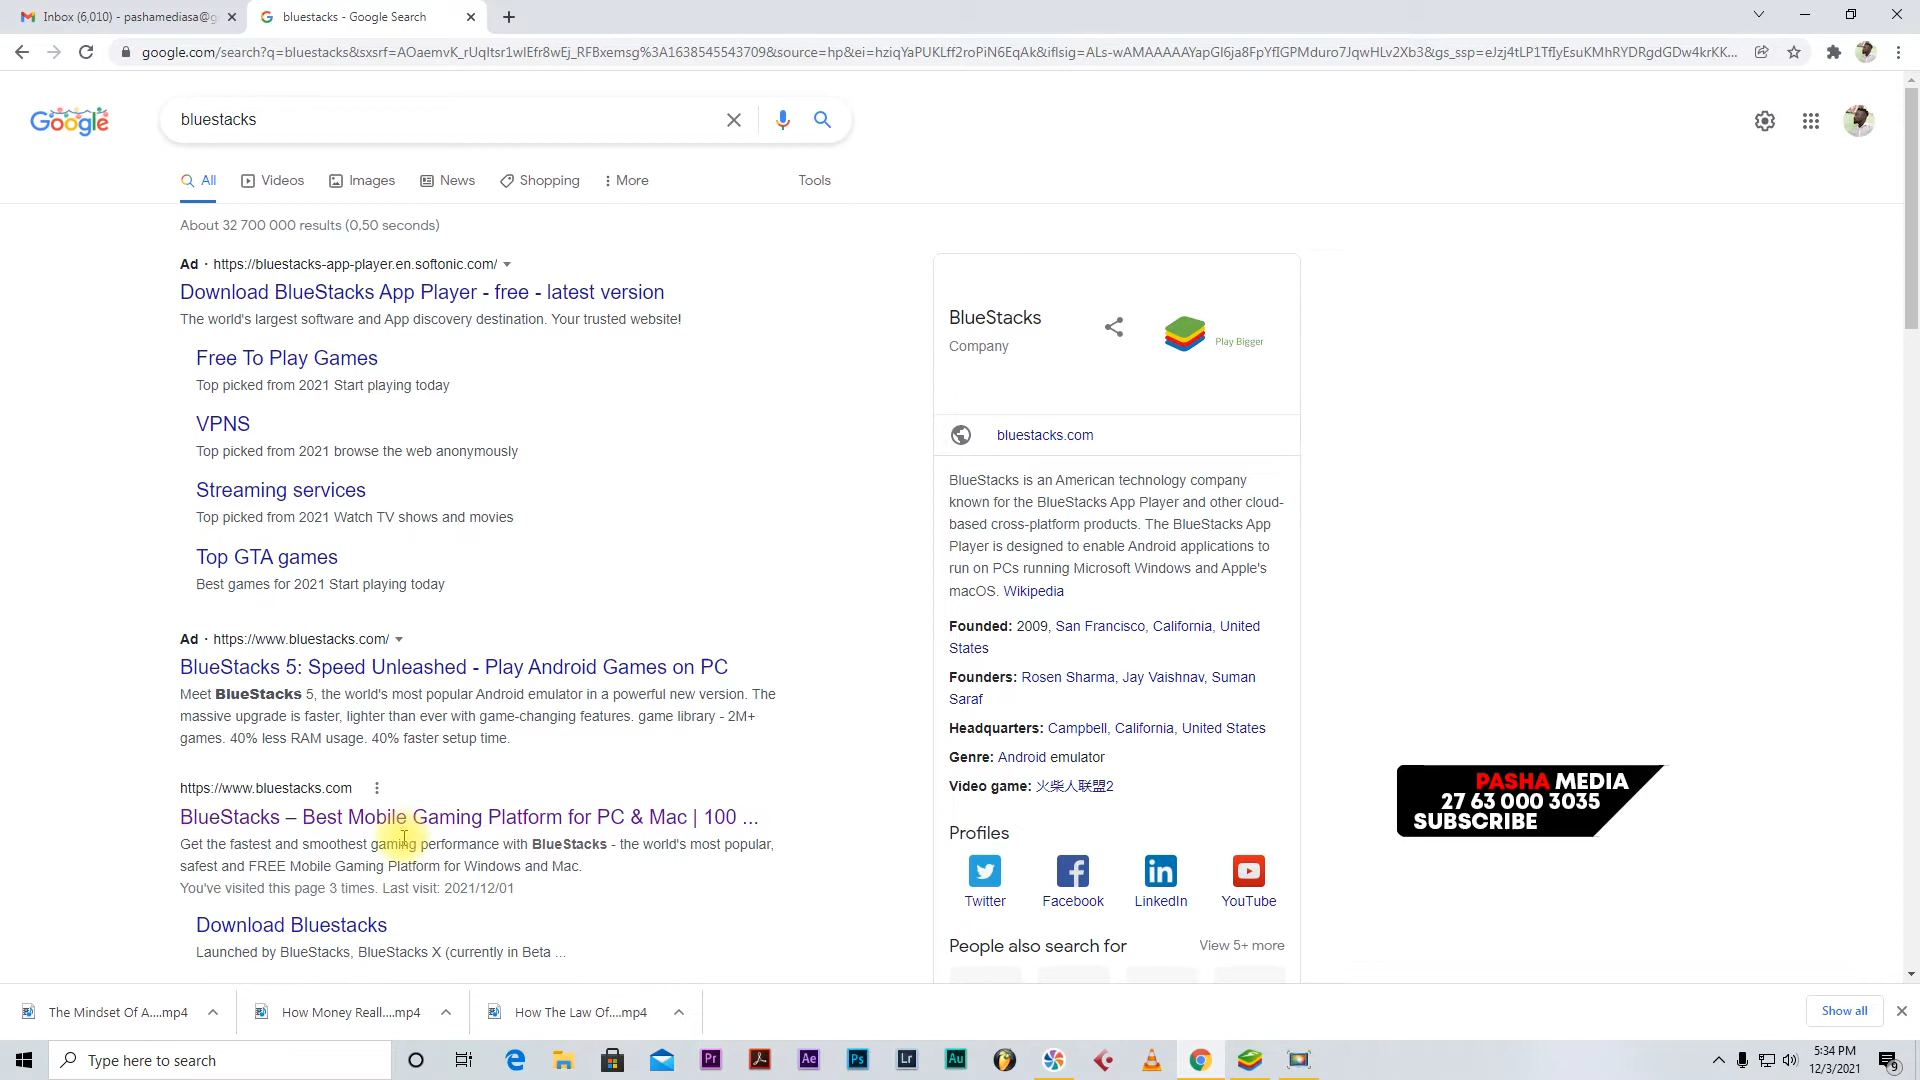 Inbox (6,010) - pashamediasa@g
bluestacks - Google Search
google.com/search?q=bluestacks&sxsrf=AOaemvK_rUqItsr1wIEfr8wEj_RFBxemsg%3A1638545543709&source=hp&ei=hziqYaPUKLff2roPiN6EqAk&iflsig=ALs-wAMAAAAAYapGl6ja8FpYflGPMduro7JqwHLv2Xb3&gs_ssp=eJzj4tLP1TflyEsuKMhRYDRgdGDw4krKK...
Google
bluestacks
All
Videos
Images
News
Shopping
More
Tools
About 32 700 000 results (0,50 seconds)
Ad · https://bluestacks-app-player.en.softonic.com/
Download BlueStacks App Player - free - latest version
The world's largest software and App discovery destination. Your trusted website!
Free To Play Games
Top picked from 2021 Start playing today
VPNS
Top picked from 2021 browse the web anonymously
Streaming services
Top picked from 2021 Watch TV shows and movies
Top GTA games
Best games for 2021 Start playing today
Ad · https://www.bluestacks.com/
BlueStacks 5: Speed Unleashed - Play Android Games on PC
Meet BlueStacks 5, the world's most popular Android emulator in a powerful new version. The
massive upgrade is faster, lighter than ever with game-changing features. game library - 2M+
games. 40% less RAM usage. 40% faster setup time.
https://www.bluestacks.com
BlueStacks – Best Mobile Gaming Platform for PC & Mac | 100 ...
Get the fastest and smoothest gaming performance with BlueStacks - the world's most popular,
safest and FREE Mobile Gaming Platform for Windows and Mac.
You've visited this page 3 times. Last visit: 2021/12/01
Download Bluestacks
Launched by BlueStacks, BlueStacks X (currently in Beta ...
BlueStacks
Company
Play Bigger
bluestacks.com
BlueStacks is an American technology company
known for the BlueStacks App Player and other cloud-
based cross-platform products. The BlueStacks App
Player is designed to enable Android applications to
run on PCs running Microsoft Windows and Apple's
macOS. Wikipedia
Founded: 2009, San Francisco, California, United
States
Founders: Rosen Sharma, Jay Vaishnav, Suman
Saraf
Headquarters: Campbell, California, United States
Genre: Android emulator
Video game: 火柴人联盟2
Profiles
Twitter
Facebook
LinkedIn
YouTube
People also search for
View 5+ more
PASHA MEDIA
27 63 000 3035
SUBSCRIBE
The Mindset Of A....mp4
How Money Reall....mp4
How The Law Of....mp4
Show all
Type here to search
Pr
Ae
Ps
Lr
Au
5:34 PM
12/3/2021
9